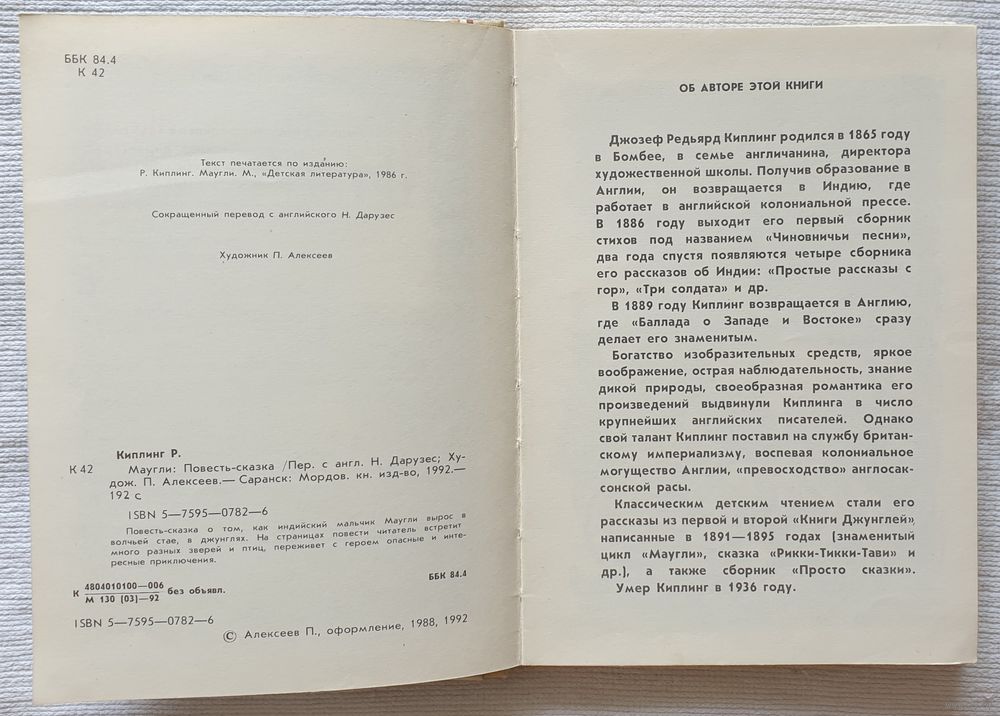 ББК 84.4
К 42
Текст печатается по изданию:
Р. Киплинг. Маугли. М., «Детская литература», 1986 г.
Сокращенный перевод с английского Н. Дарузес
Художник П. Алексеев
Киплинг Р.
К 42 Маугли: Повесть-сказка /Пер. с англ. Н. Дарузес; Ху-
дож. П. Алексеев.— Саранск: Мордов. кн. изд-во, 1992.—
192 с
ISBN 5—7595—0782—6
Повесть-сказка о том, как индийский мальчик Маугли вырос в
волчьей стае, в джунглях. На страницах повести читатель встретит
много разных зверей и птиц, переживет с героем опасные и инте-
ресные приключения.
К 4804010100—006 без объявл.
М 130 (03)—92
ББК 84.4
ISBN 5—7595—0782—6
© Алексеев П., оформление, 1988, 1992
ОБ АВТОРЕ ЭТОЙ КНИГИ
Джозеф Редьярд Киплинг родился в 1865 году
в Бомбее, в семье англичанина, директора
художественной школы. Получив образование в
Англии, он возвращается в Индию, где
работает в английской колониальной прессе.
В 1886 году выходит его первый сборник
стихов под названием «Чиновничьи песни»,
два года спустя появляются четыре сборника
его рассказов об Индии: «Простые рассказы с
гор», «Три солдата» и др.
В 1889 году Киплинг возвращается в Англию,
где «Баллада о Западе и Востоке» сразу
делает его знаменитым.
Богатство изобразительных средств, яркое
воображение, острая наблюдательность, знание
дикой природы, своеобразная романтика его
произведений выдвинули Киплинга в число
крупнейших английских писателей. Однако
свой талант Киплинг поставил на службу британ-
скому империализму, воспевая колониальное
могущество Англии, «превосходство» англосак-
сонской расы.
Классическим детским чтением стали его
рассказы из первой и второй «Книги Джунглей»,
написанные в 1891—1895 годах (знаменитый
цикл «Маугли», сказка «Рикки-Тикки-Тави» и
др.), а также сборник «Просто сказки».
Умер Киплинг в 1936 году.